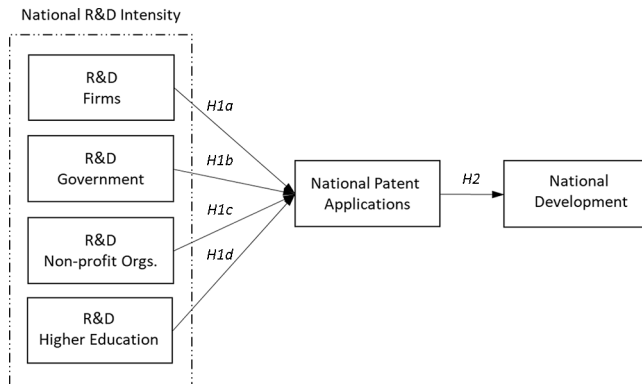 National R&D Intensity
R&D
Firms
H1a
R&D
Government
H1b
R&D
Non-profit Orgs.
H1c
R&D
Higher Education
H1d
National Patent
Applications
H2
National
Development